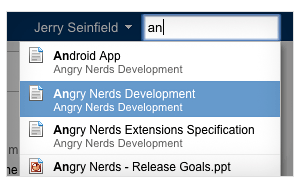 Jerry Seinfield an
Android App
Angry Nerds Development
Angry Nerds Development
Angry Nerds Development
Angry Nerds Extensions Specification
Angry Nerds Development
Angry Nerds - Release Goals.ppt